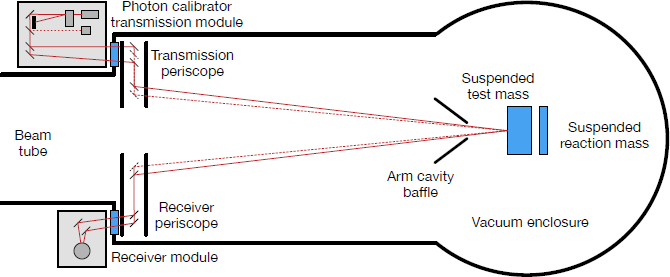 Photon calibrator
transmission module
Transmission
periscope
Suspended
test mass
Suspended
reaction mass
Beam
tube
Arm cavity
baffle
Receiver
periscope
Vacuum enclosure
Receiver module